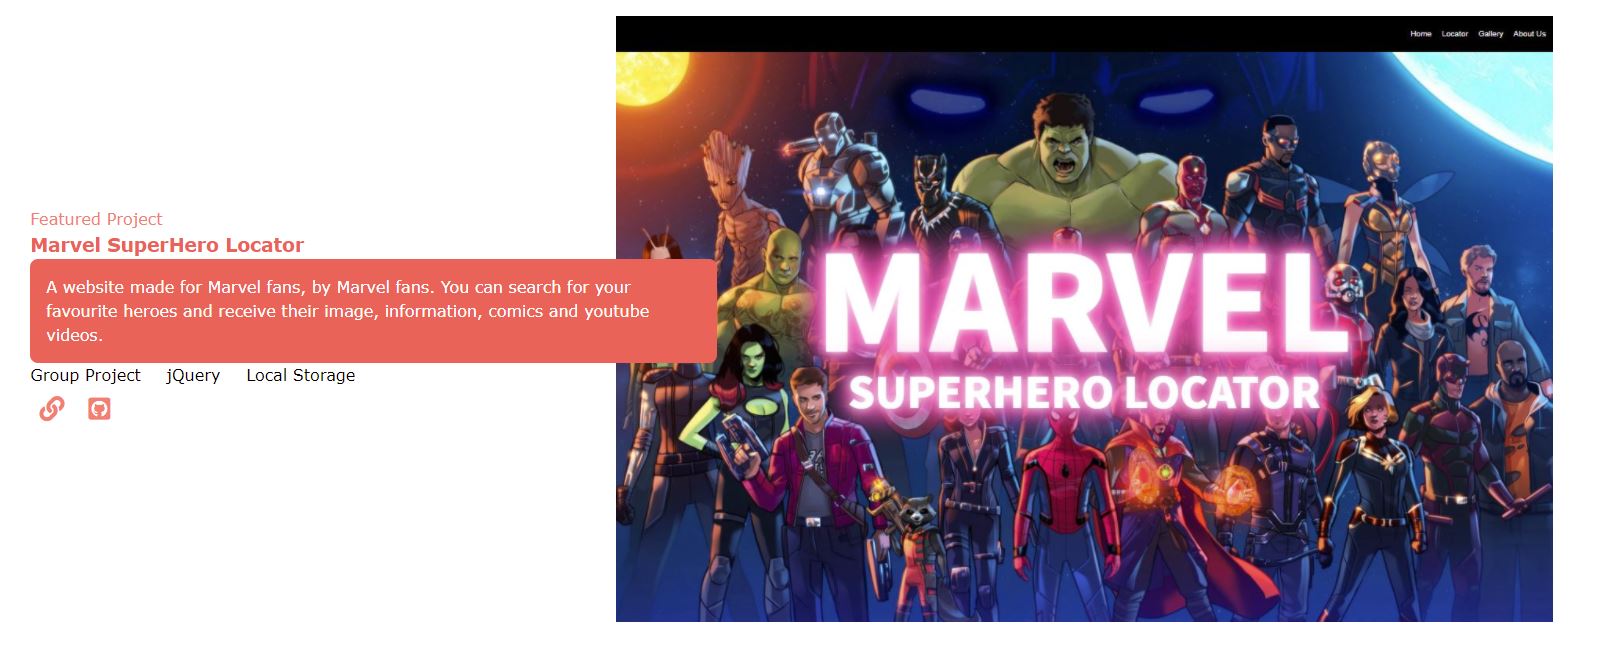 Home Locator Gallery About Us
Featured Project
Marvel SuperHero Locator
A website made for Marvel fans, by Marvel fans. You can search for your
favourite heroes and receive their image, information, comics and youtube
videos.
Group Project jQuery Local Storage
MARVEL
SUPERHERO LOCATOR